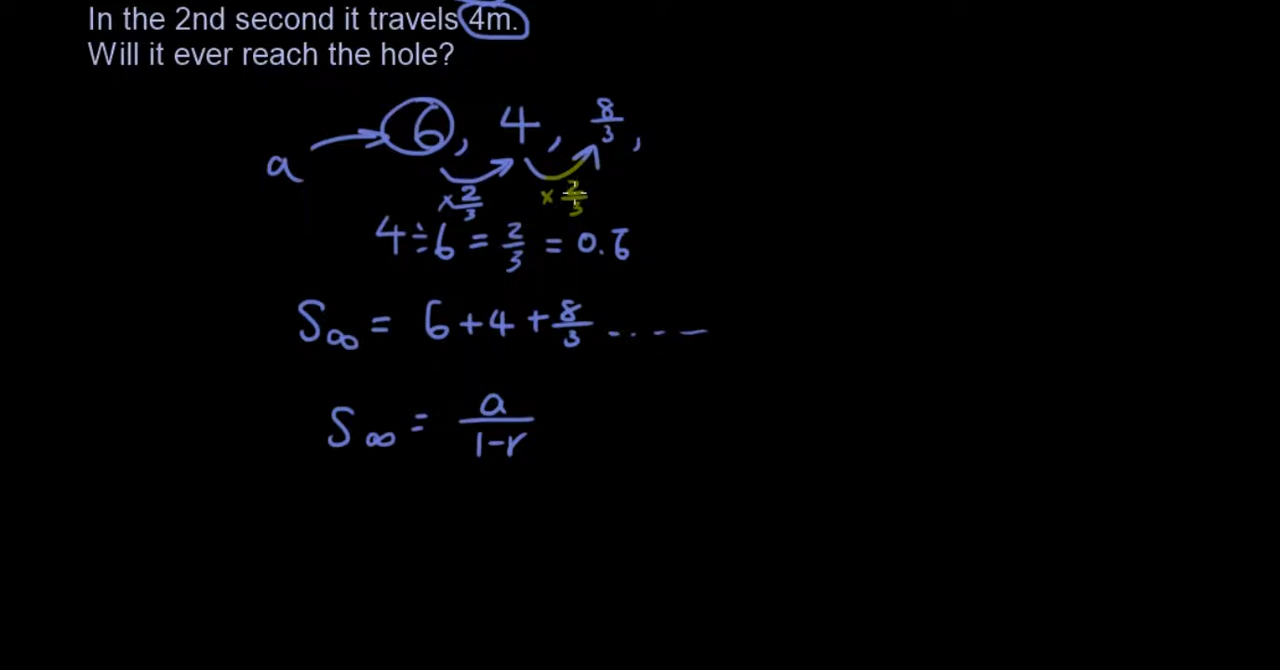 In the 2nd second it travels 4m.
Will it ever reach the hole?
a 6, 4, 8/3,
×2/3 ×2/3
4÷6 = 2/3 = 0.6
S∞ = 6+4+8/3 .....
S∞ = a/1-r